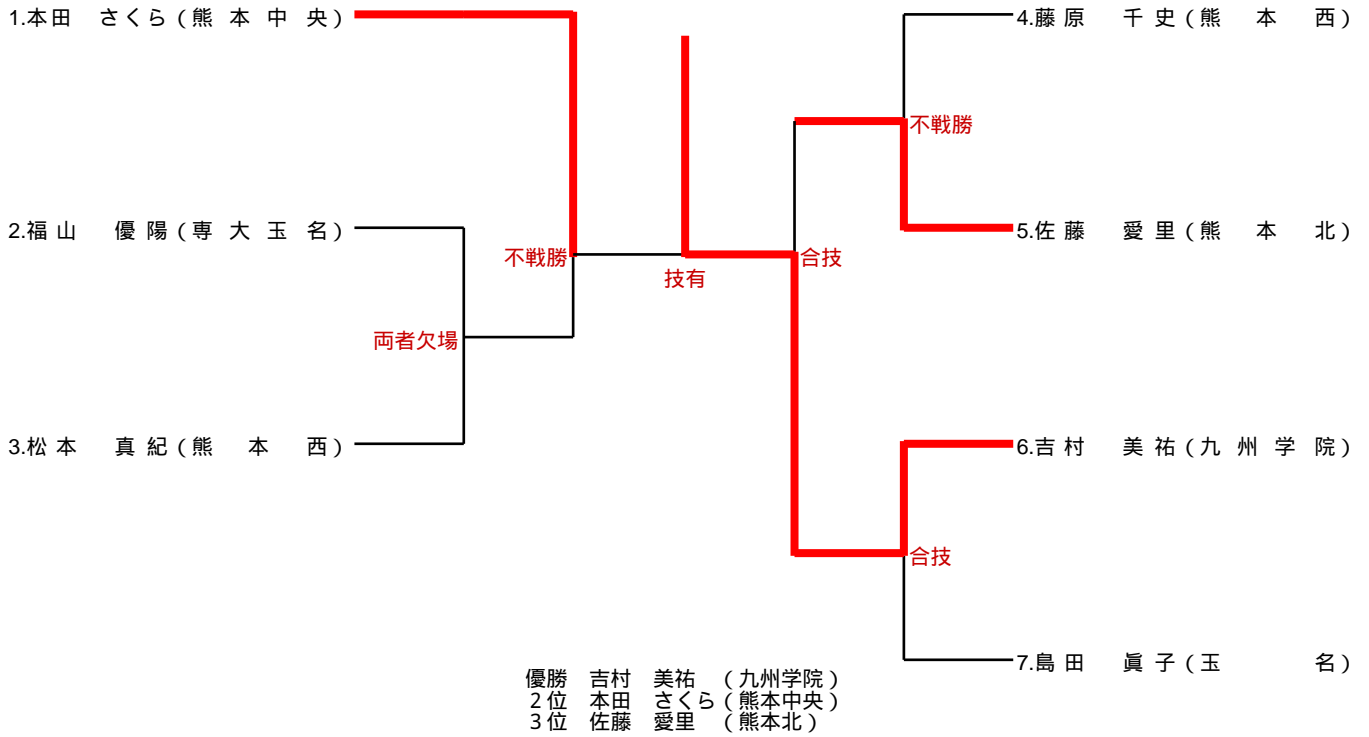 1.本田 さくら(熊本中央)
2.福山 優陽(専大玉名)
3.松本 真紀(熊本西)
不戦勝
両者欠場
技有
合技
不戦勝
合技
4.藤原 千史(熊本西)
5.佐藤 愛里(熊本北)
6.吉村 美祐(九州学院)
7.島田 眞子(玉名)
優勝 吉村 美祐 (九州学院)
2位 本田 さくら(熊本中央)
3位 佐藤 愛里 (熊本北)